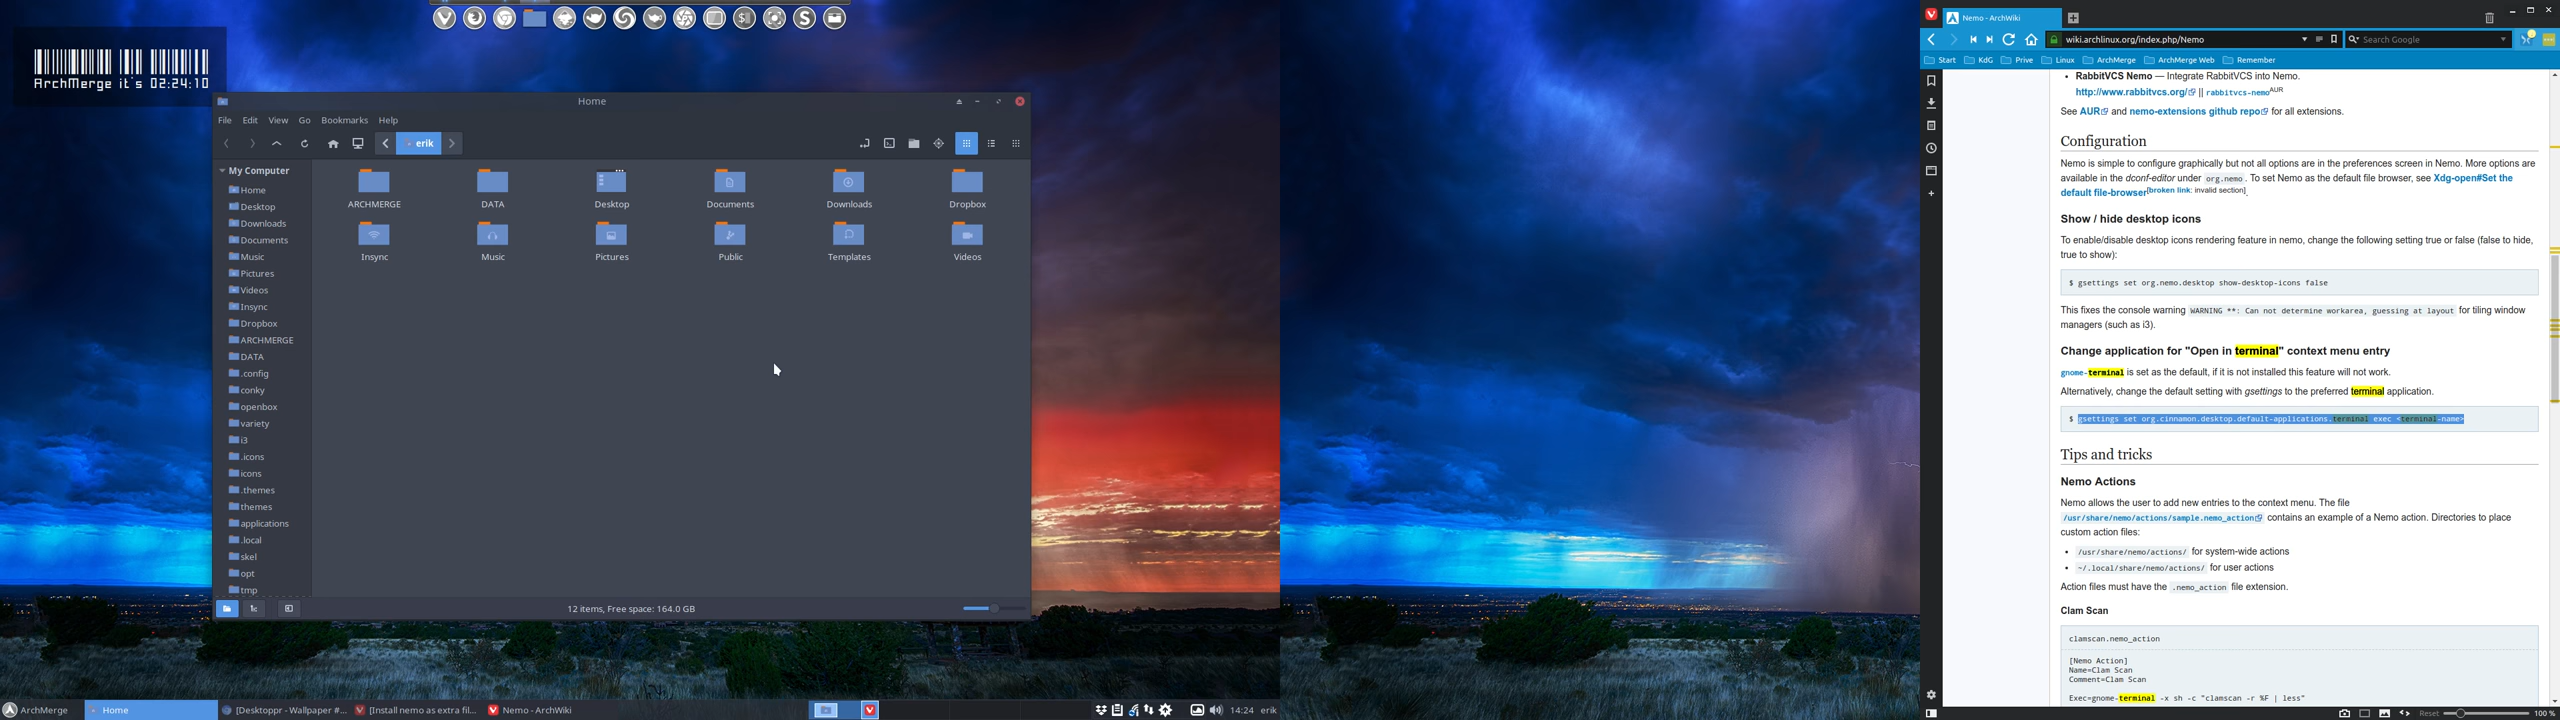 ArchMerge it's 02:24:10
Home
File Edit View Go Bookmarks Help
erik
My Computer
Home
Desktop
Downloads
Documents
Music
Pictures
Videos
Insync
Dropbox
ARCHMERGE
DATA
.config
conky
openbox
variety
i3
.icons
icons
.themes
themes
applications
.local
skel
opt
tmp
ARCHMERGE DATA Desktop Documents Downloads Dropbox
Insync Music Pictures Public Templates Videos
12 items, Free space: 164.0 GB
ArchMerge Home [Desktoppr - Wallpaper #... [Install nemo as extra fil... Nemo - ArchWiki 14:24 erik
Nemo - ArchWiki
wiki.archlinux.org/index.php/Nemo Search Google
Start KdG Prive Linux ArchMerge ArchMerge Web Remember
RabbitVCS Nemo — Integrate RabbitVCS into Nemo.
http://www.rabbitvcs.org/ || rabbitvcs-nemoAUR
See AUR and nemo-extensions github repo for all extensions.
Configuration
Nemo is simple to configure graphically but not all options are in the preferences screen in Nemo. More options are
available in the dconf-editor under org.nemo. To set Nemo as the default file browser, see Xdg-open#Set the
default file-browser[broken link: invalid section].
Show / hide desktop icons
To enable/disable desktop icons rendering feature in nemo, change the following setting true or false (false to hide,
true to show):
$ gsettings set org.nemo.desktop show-desktop-icons false
This fixes the console warning WARNING **: Can not determine workarea, guessing at layout for tiling window
managers (such as i3).
Change application for "Open in terminal" context menu entry
gnome-terminal is set as the default, if it is not installed this feature will not work.
Alternatively, change the default setting with gsettings to the preferred terminal application.
$ gsettings set org.cinnamon.desktop.default-applications.terminal exec <terminal-name>
Tips and tricks
Nemo Actions
Nemo allows the user to add new entries to the context menu. The file
/usr/share/nemo/actions/sample.nemo_action contains an example of a Nemo action. Directories to place
custom action files:
/usr/share/nemo/actions/ for system-wide actions
~/.local/share/nemo/actions/ for user actions
Action files must have the .nemo_action file extension.
Clam Scan
clamscan.nemo_action
[Nemo Action]
Name=Clam Scan
Comment=Clam Scan
Exec=gnome-terminal -x sh -c "clamscan -r %F | less"
Reset 100 %